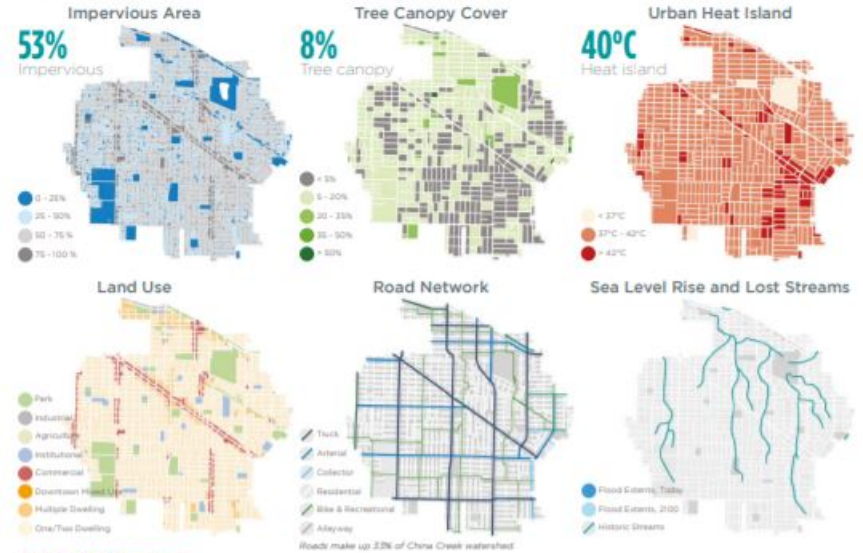 Impervious Area
53%
Impervious
0 - 25%
25 - 50%
50 - 75 %
75 - 100 %
Tree Canopy Cover
8%
Tree canopy
< 5%
5 - 20%
20 - 35%
35 - 50%
> 50%
Urban Heat Island
40°C
Heat island
< 37°C
37°C - 42°C
> 42°C
Land Use
Park
Industrial
Agriculture
Institutional
Commercial
Downtown Mixed Use
Multiple Dwelling
One/Two Dwelling
Road Network
Truck
Arterial
Collector
Residential
Bike & Recreational
Alleyway
Roads make up 33% of China Creek watershed.
Sea Level Rise and Lost Streams
Flood Extents, Today
Flood Extents, 2100
Historic Streams